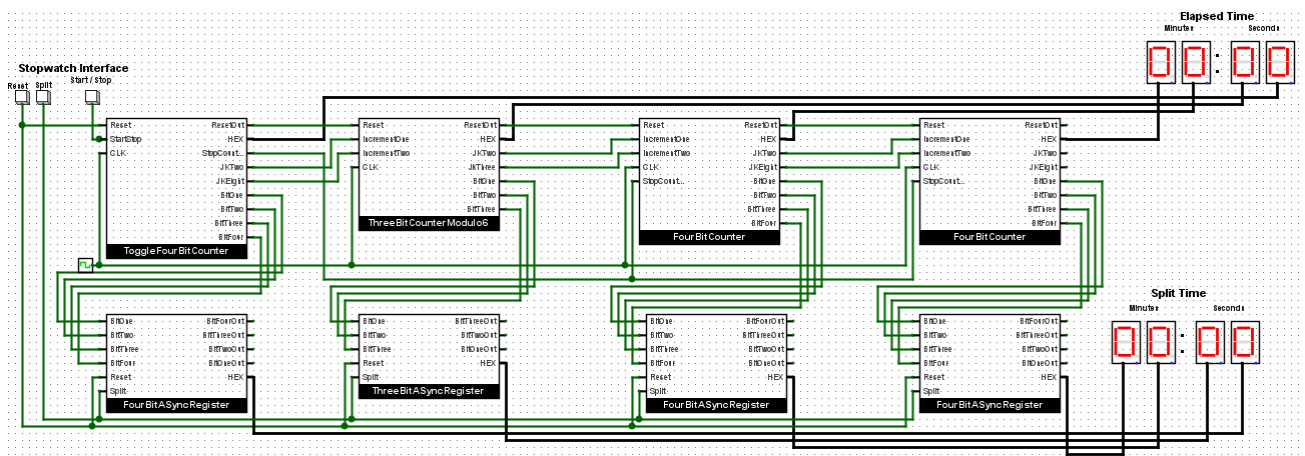 Elapsed Time
Minutes Seconds
00:00
Stopwatch Interface
Reset Split Start / Stop
Reset ResetOut
StartStop HEX
CLK StopCount...
JKTwo
JKEight
BitOne
BitTwo
BitThree
BitFour
ToggleFourBitCounter
Reset ResetOut
IncrementOne HEX
IncrementTwo JKTwo
CLK JKThree
BitOne
BitTwo
BitThree
ThreeBitCounterModulo6
Reset ResetOut
IncrementOne HEX
IncrementTwo JKTwo
CLK JKEight
StopCount... BitOne
BitTwo
BitThree
BitFour
FourBitCounter
Reset ResetOut
IncrementOne HEX
IncrementTwo JKTwo
CLK JKEight
StopCount... BitOne
BitTwo
BitThree
BitFour
FourBitCounter
Split Time
Minutes Seconds
00:00
BitOne BitFourOut
BitTwo BitThreeOut
BitThree BitTwoOut
BitFour BitOneOut
Reset HEX
Split
FourBitASyncRegister
BitOne BitThreeOut
BitTwo BitTwoOut
BitThree BitOneOut
Reset HEX
Split
ThreeBitASyncRegister
BitOne BitFourOut
BitTwo BitThreeOut
BitThree BitTwoOut
BitFour BitOneOut
Reset HEX
Split
FourBitASyncRegister
BitOne BitFourOut
BitTwo BitThreeOut
BitThree BitTwoOut
BitFour BitOneOut
Reset HEX
Split
FourBitASyncRegister